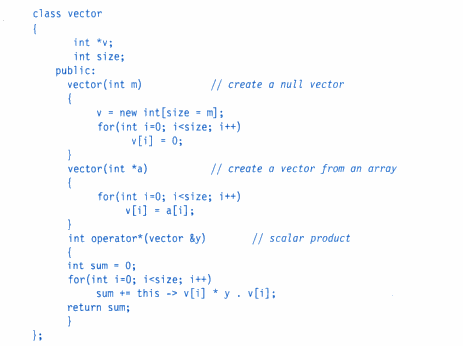 class vector
{
int *v;
int size;
public:
vector(int m) // create a null vector
{
v = new int[size = m];
for(int i=0; i<size; i++)
v[i] = 0;
}
vector(int *a) // create a vector from an array
{
for(int i=0; i<size; i++)
v[i] = a[i];
}
int operator*(vector &y) // scalar product
{
int sum = 0;
for(int i=0; i<size; i++)
sum += this -> v[i] * y . v[i];
return sum;
}
};